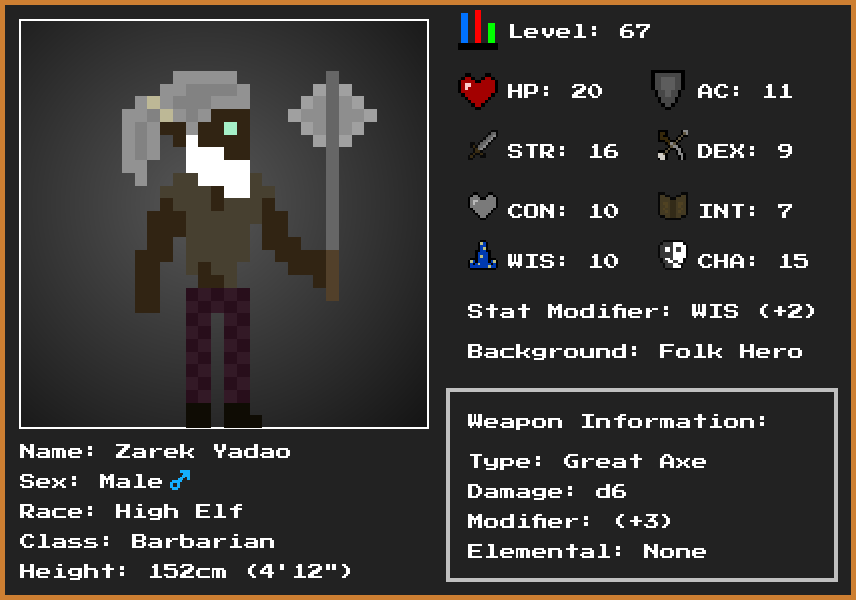 Level: 67
HP: 20
AC: 11
STR: 16
DEX: 9
CON: 10
INT: 7
WIS: 10
CHA: 15
Stat Modifier: WIS (+2)
Background: Folk Hero
Weapon Information:
Type: Great Axe
Damage: d6
Modifier: (+3)
Elemental: None
Name: Zarek Yadao
Sex: Male ♂
Race: High Elf
Class: Barbarian
Height: 152cm (4'12")